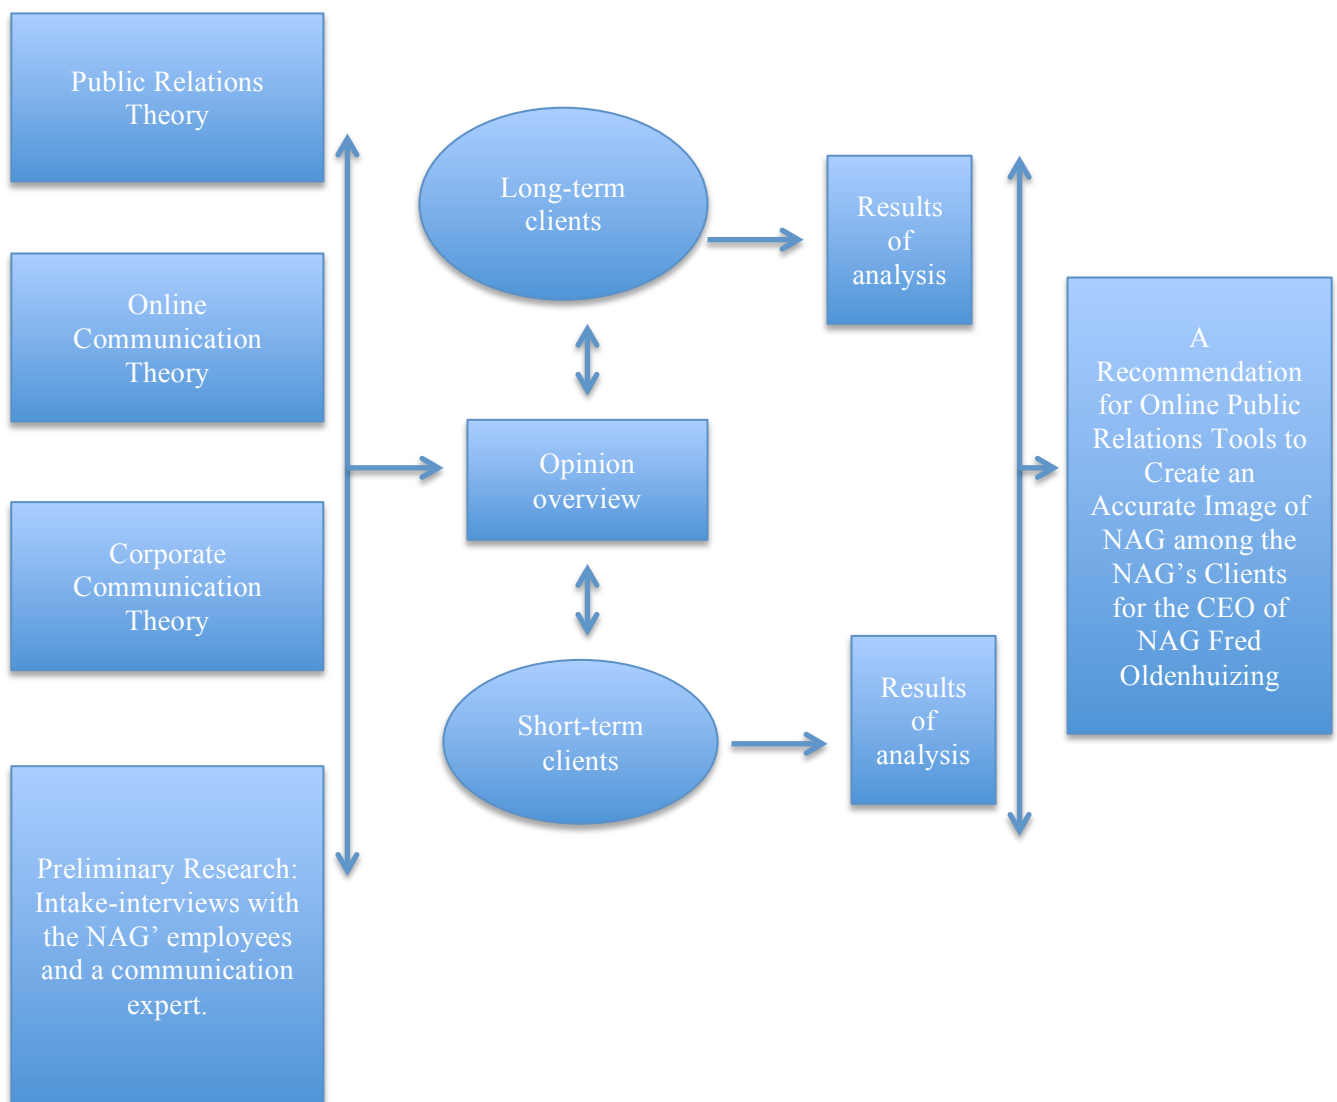 Public Relations
Theory
Online
Communication
Theory
Corporate
Communication
Theory
Preliminary Research:
Intake-interviews with
the NAG’ employees
and a communication
expert.
Long-term
clients
Opinion
overview
Short-term
clients
Results
of
analysis
Results
of
analysis
A
Recommendation
for Online Public
Relations Tools to
Create an
Accurate Image of
NAG among the
NAG’s Clients
for the CEO of
NAG Fred
Oldenhuizing